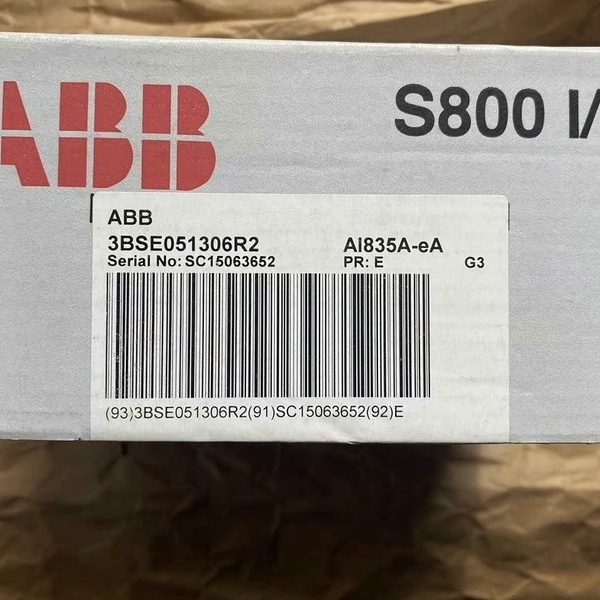 ABB
S800 I/
ABB
3BSE051306R2 AI835A-eA
Serial No: SC15063652 PR: E G3
(93)3BSE051306R2(91)SC15063652(92)E